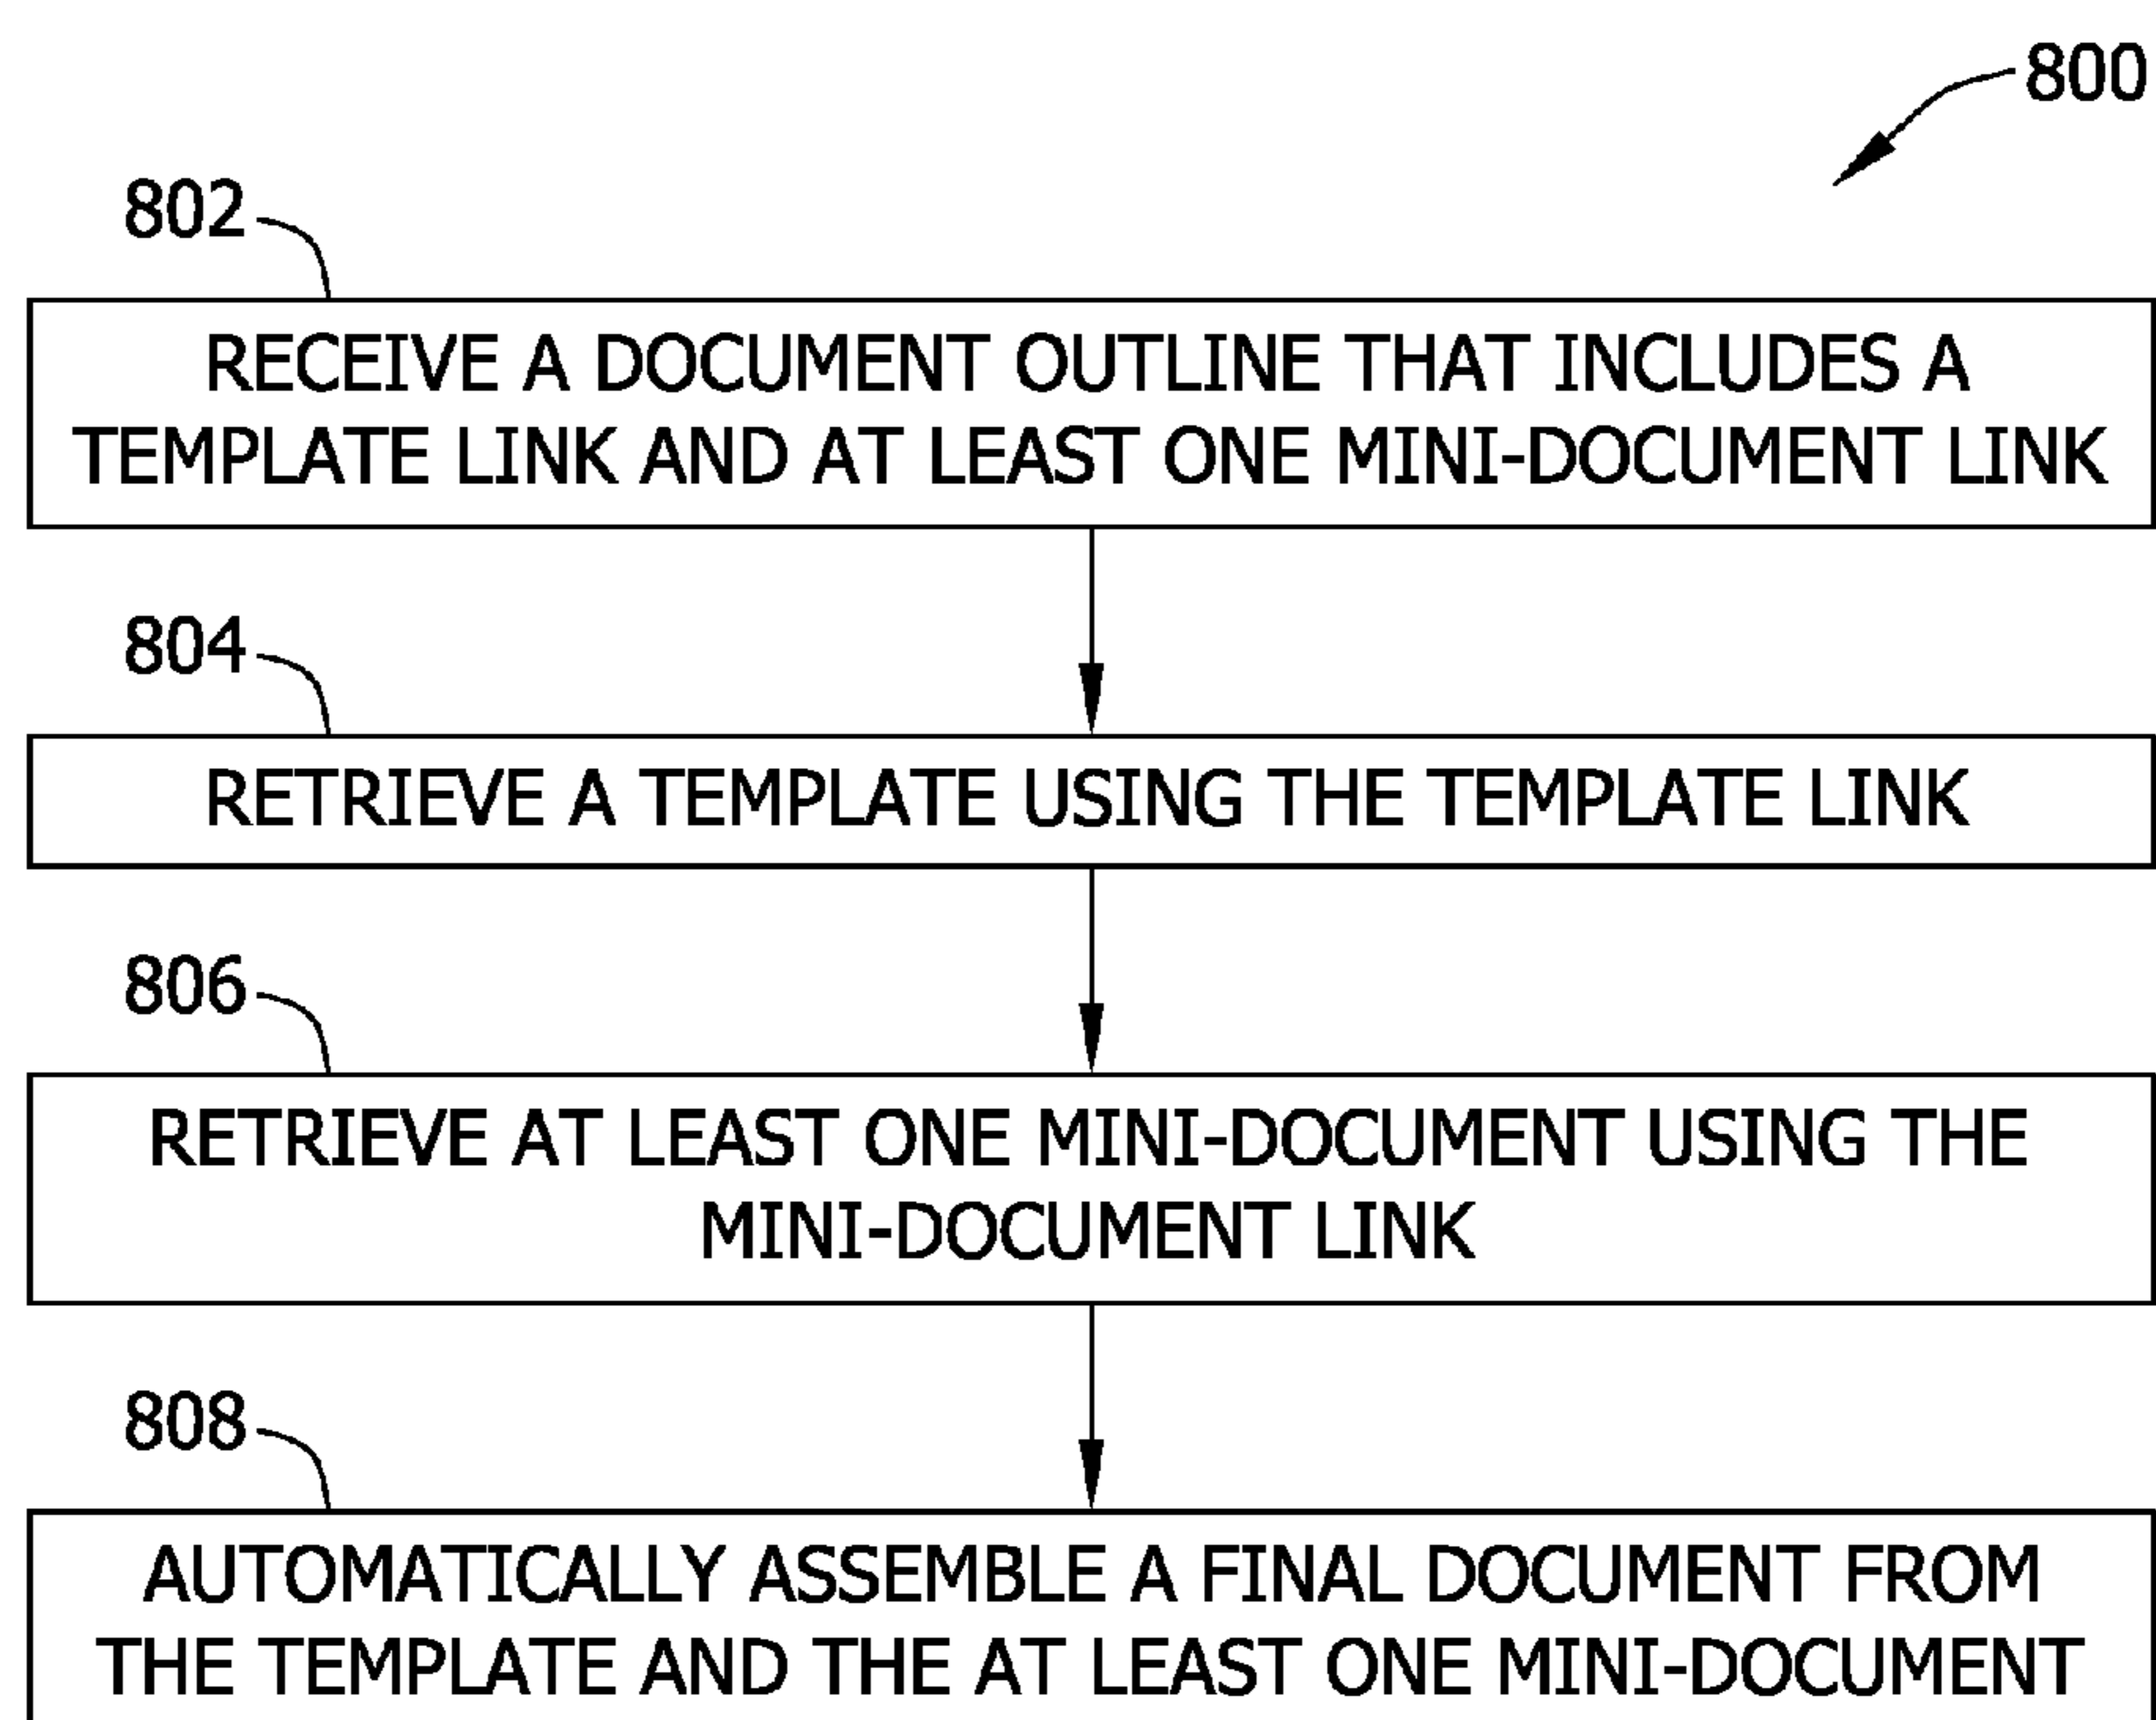 800
802
RECEIVE A DOCUMENT OUTLINE THAT INCLUDES A
TEMPLATE LINK AND AT LEAST ONE MINI-DOCUMENT LINK
804
RETRIEVE A TEMPLATE USING THE TEMPLATE LINK
806
RETRIEVE AT LEAST ONE MINI-DOCUMENT USING THE
MINI-DOCUMENT LINK
808
AUTOMATICALLY ASSEMBLE A FINAL DOCUMENT FROM
THE TEMPLATE AND THE AT LEAST ONE MINI-DOCUMENT